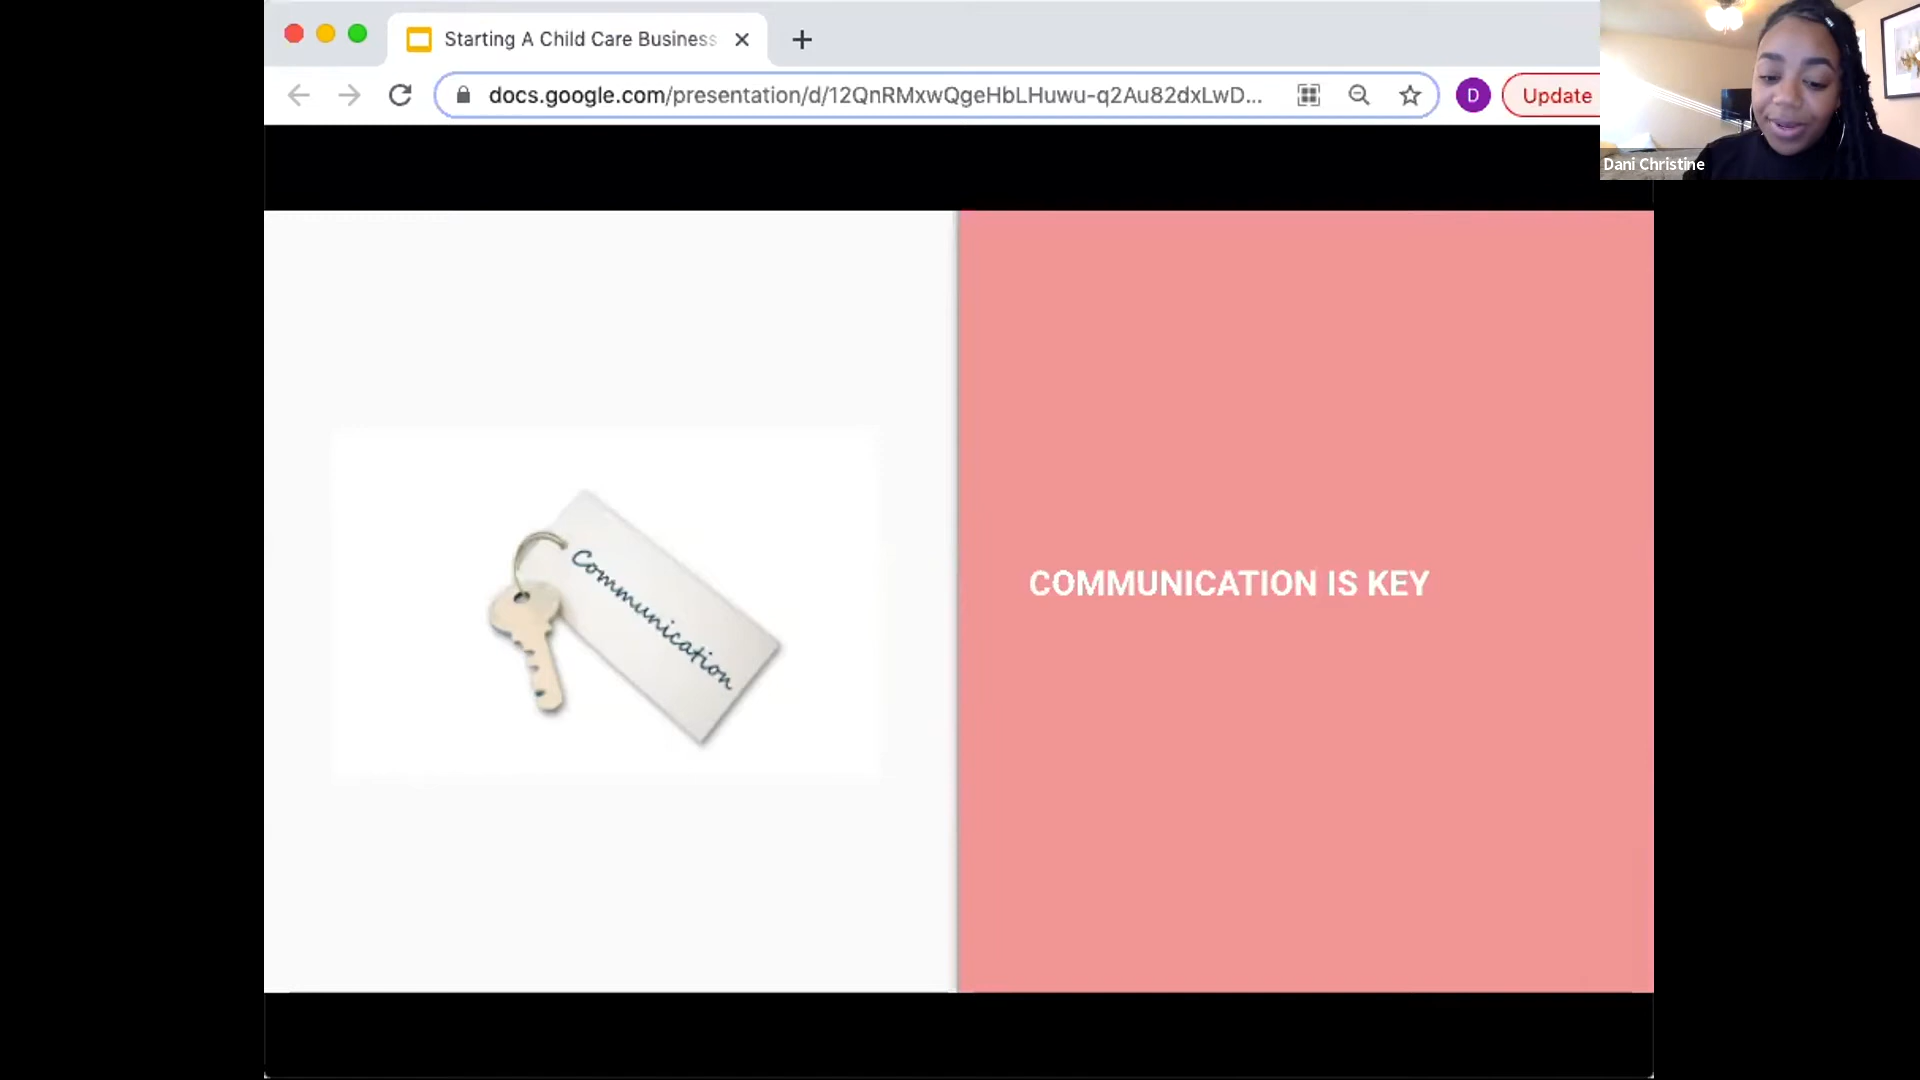 Starting A Child Care Business
docs.google.com/presentation/d/12QnRMxwQgeHbLHuwu-q2Au82dxLwD...
D
Update
Dani Christine
Communication
COMMUNICATION IS KEY